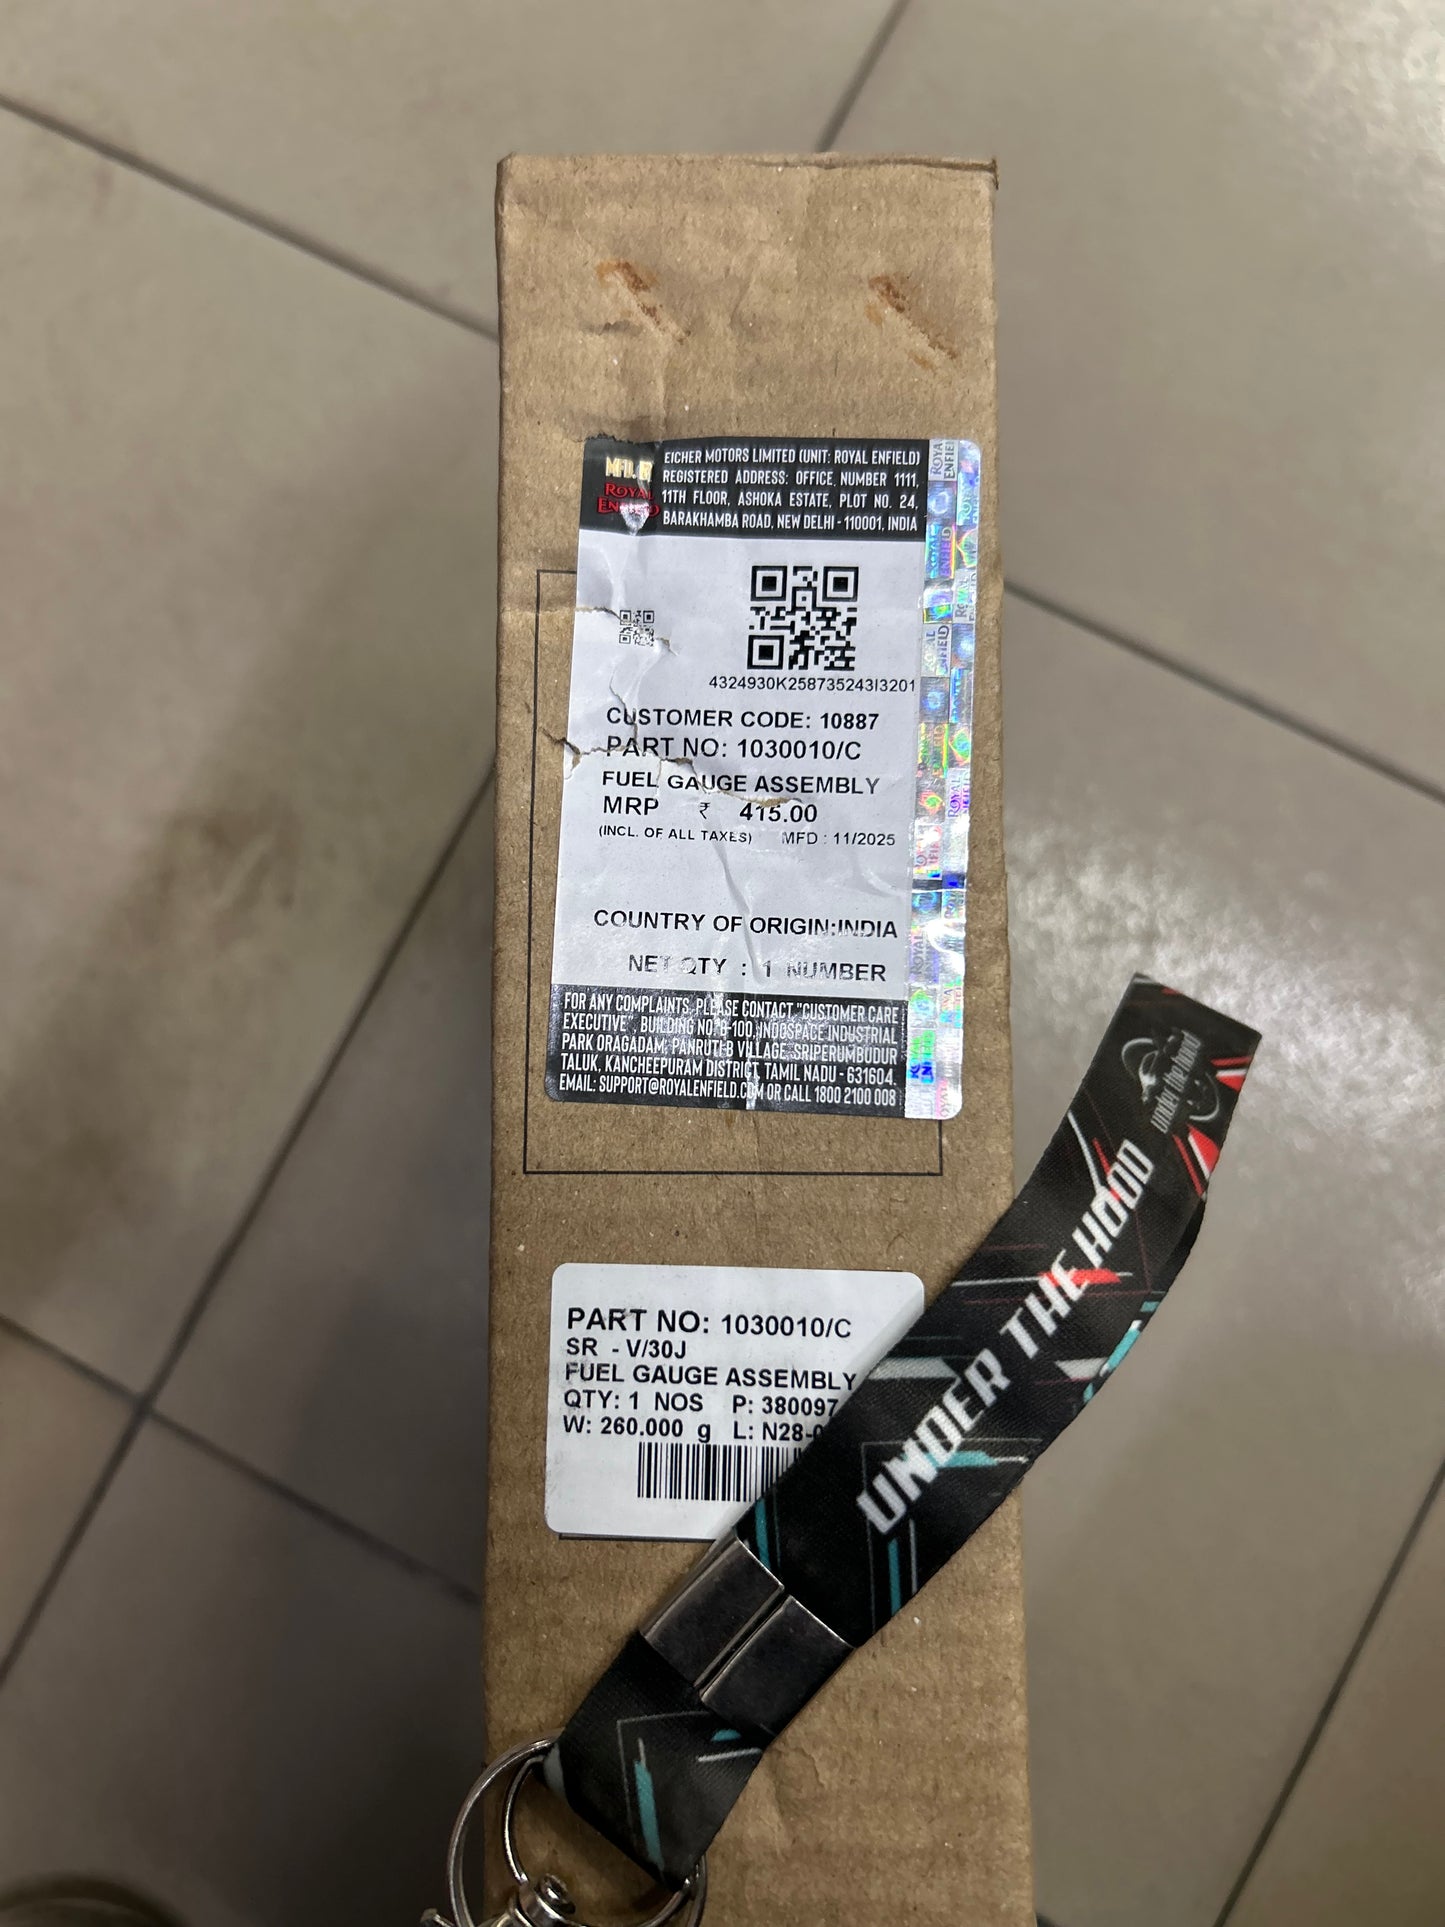 ROYAL
ENFIELD
EICHER MOTORS LIMITED (UNIT: ROYAL ENFIELD)
REGISTERED ADDRESS: OFFICE NUMBER 1111,
11TH FLOOR, ASHOKA ESTATE, PLOT NO. 24,
BARAKHAMBA ROAD, NEW DELHI - 110001, INDIA
4324930K258735243I3201
CUSTOMER CODE: 10887
PART NO: 1030010/C
FUEL GAUGE ASSEMBLY
MRP ₹ 415.00
(INCL. OF ALL TAXES) MFD : 11/2025
COUNTRY OF ORIGIN:INDIA
NET QTY : 1 NUMBER
FOR ANY COMPLAINTS, PLEASE CONTACT "CUSTOMER CARE
EXECUTIVE", BUILDING NO. B-100, INDOSPACE INDUSTRIAL
PARK ORAGADAM, PANRUTI-B VILLAGE, SRIPERUMBUDUR
TALUK, KANCHEEPURAM DISTRICT, TAMIL NADU - 631604.
EMAIL: SUPPORT@ROYALENFIELD.COM OR CALL 1800 2100 008
PART NO: 1030010/C
SR - V/30J
FUEL GAUGE ASSEMBLY
QTY: 1 NOS P: 380097
W: 260.000 g L: N28-0
under the hood
UNDER THE HOOD